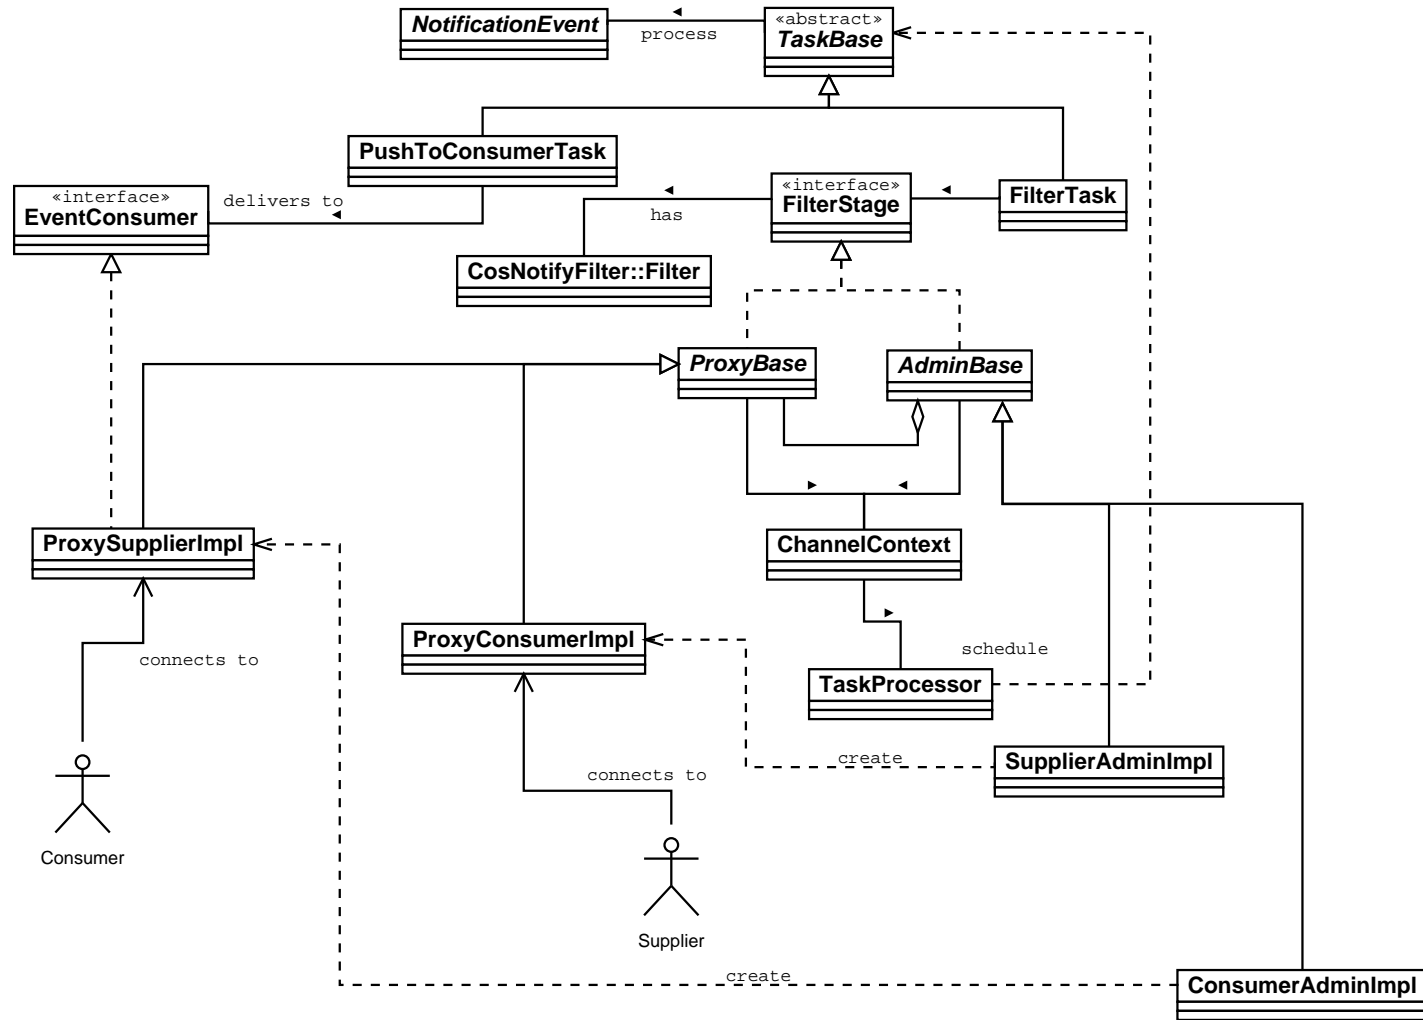 NotificationEvent
process
«abstract»
TaskBase
PushToConsumerTask
«interface»
EventConsumer
delivers to
has
«interface»
FilterStage
FilterTask
CosNotifyFilter::Filter
ProxyBase
AdminBase
ProxySupplierImpl
ChannelContext
ProxyConsumerImpl
connects to
schedule
TaskProcessor
create
SupplierAdminImpl
connects to
Consumer
Supplier
create
ConsumerAdminImpl